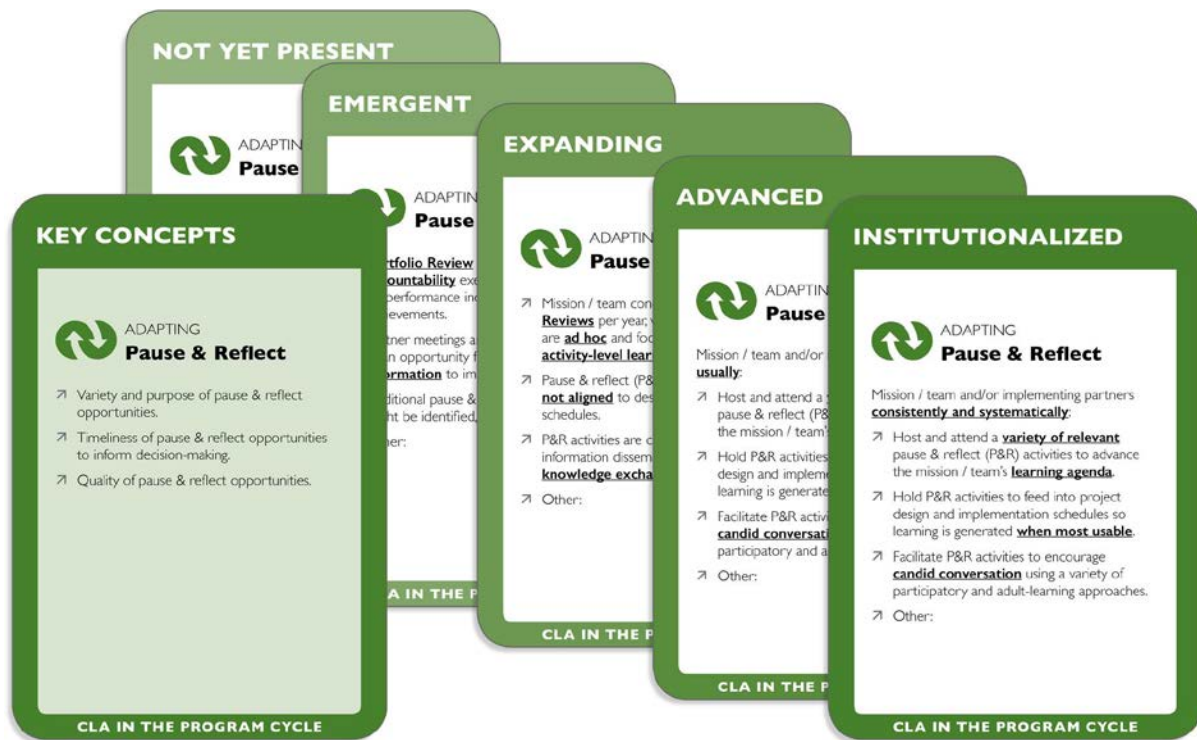 NOT YET PRESENT
ADAPTIN
Pause
EMERGENT
ADAPTIN
Pause
rtfolio Review
ountability exe
performance inc
ievements.
tner meetings a
an opportunity f
ormation to im
ditional pause &
ht be identified,
er:
LA IN THE P
EXPANDING
ADAPTIN
Pause
Mission / team con
Reviews per year,
are ad hoc and foc
activity-level lear
Pause & reflect (P&
not aligned to des
schedules.
P&R activities are c
information dissem
knowledge excha
Other:
CLA IN THE P
ADVANCED
ADAPTIN
Pause
Mission / team and/or i
usually:
Host and attend a
pause & reflect (P&
the mission / team's
Hold P&R activities
design and impleme
learning is generate
Facilitate P&R activi
candid conversati
participatory and a
Other:
CLA IN THE P
KEY CONCEPTS
ADAPTING
Pause & Reflect
Variety and purpose of pause & reflect
opportunities.
Timeliness of pause & reflect opportunities
to inform decision-making.
Quality of pause & reflect opportunities.
CLA IN THE PROGRAM CYCLE
INSTITUTIONALIZED
ADAPTING
Pause & Reflect
Mission / team and/or implementing partners
consistently and systematically:
Host and attend a variety of relevant
pause & reflect (P&R) activities to advance
the mission / team's learning agenda.
Hold P&R activities to feed into project
design and implementation schedules so
learning is generated when most usable.
Facilitate P&R activities to encourage
candid conversation using a variety of
participatory and adult-learning approaches.
Other:
CLA IN THE PROGRAM CYCLE